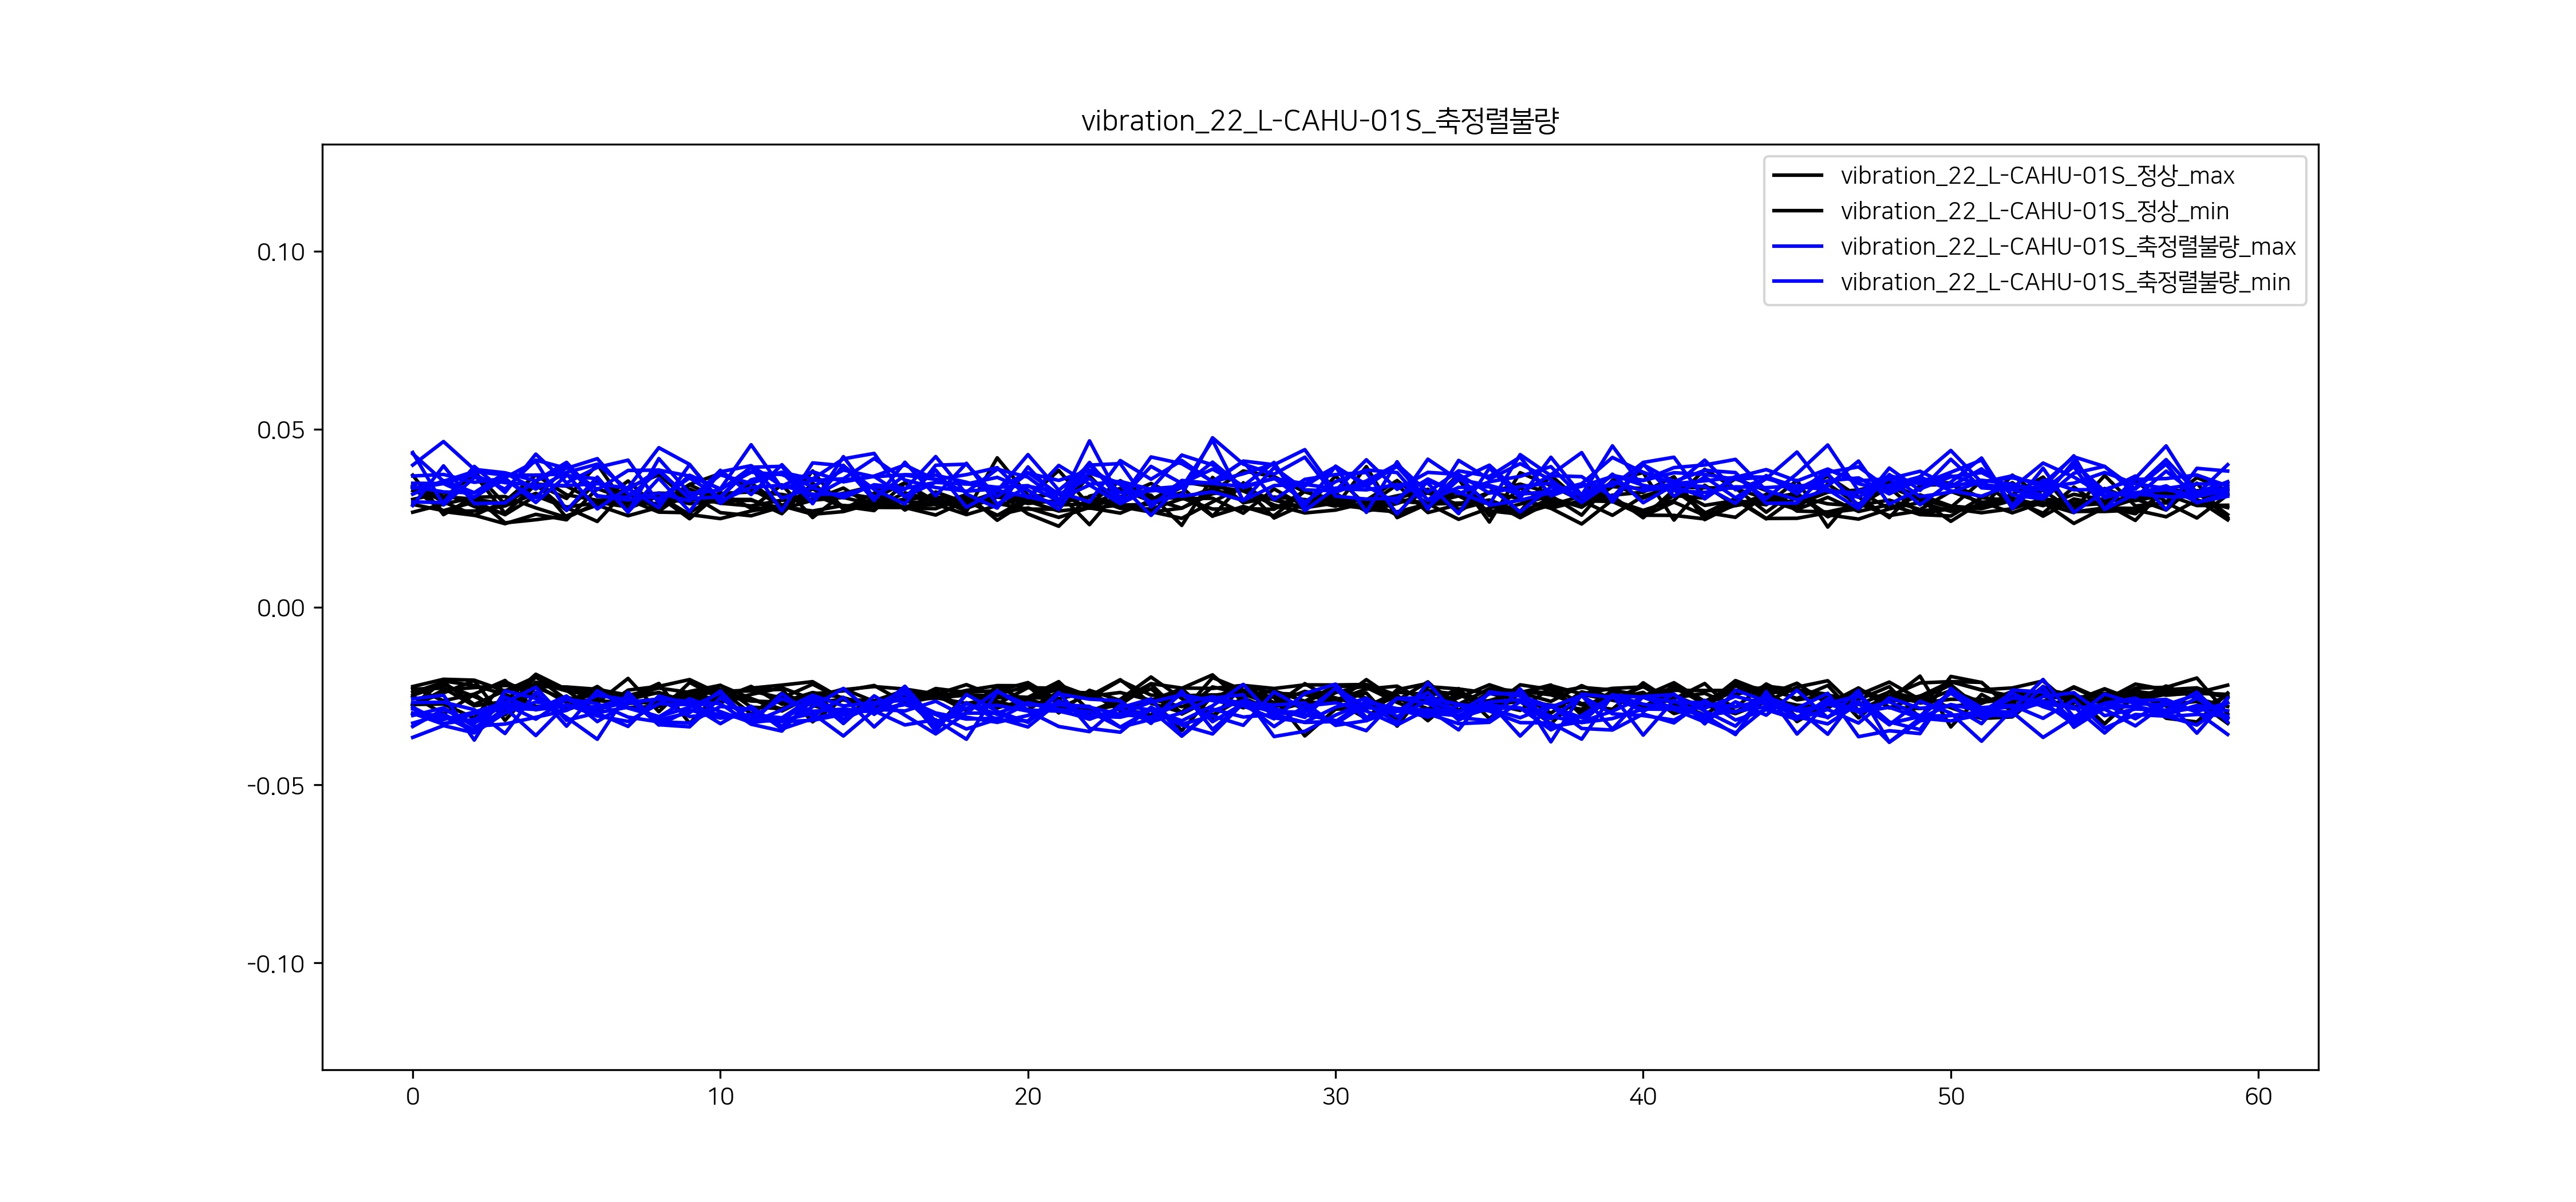 vibration_22_L-CAHU-01S_축정렬불량
vibration_22_L-CAHU-01S_정상_max
vibration_22_L-CAHU-01S_정상_min
vibration_22_L-CAHU-01S_축정렬불량_max
vibration_22_L-CAHU-01S_축정렬불량_min
0.10
0.05
0.00
-0.05
-0.10
0 10 20 30 40 50 60